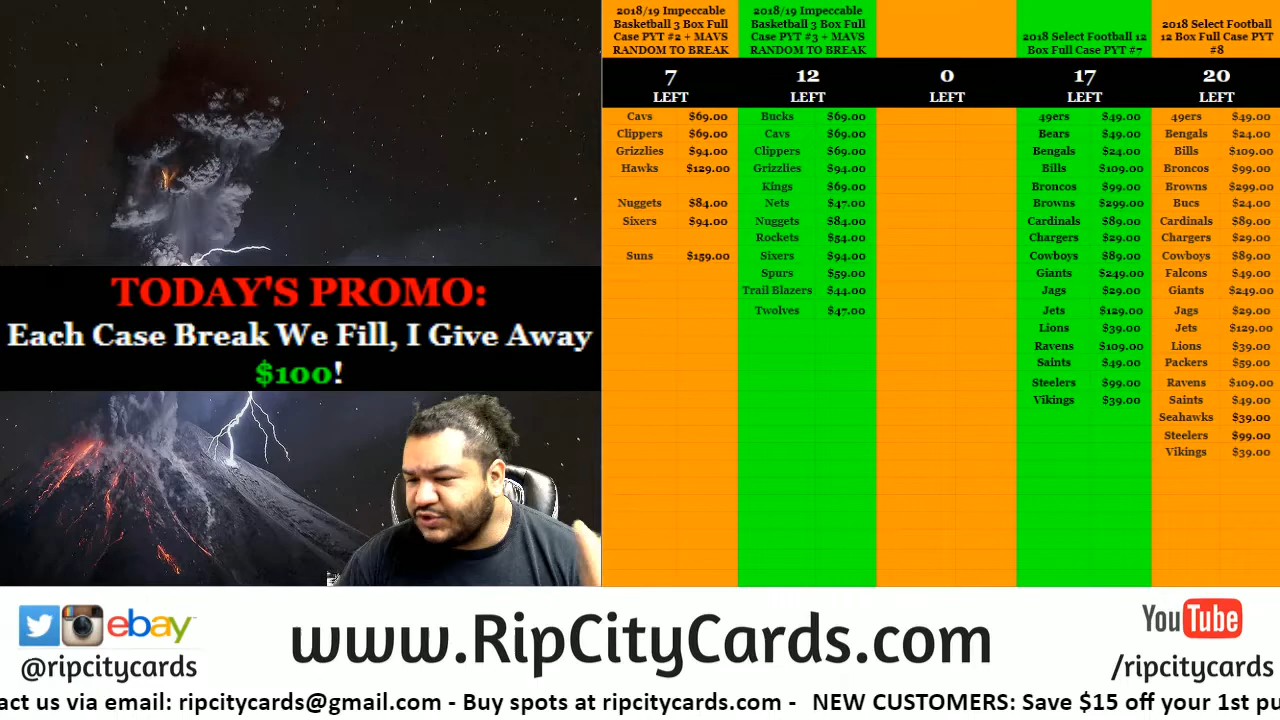 TODAY'S PROMO:
Each Case Break We Fill, I Give Away
$100!
2018/19 Impeccable
Basketball 3 Box Full
Case PYT #2 + MAVS
RANDOM TO BREAK
7
LEFT
Cavs $69.00
Clippers $69.00
Grizzlies $94.00
Hawks $129.00
Nuggets $84.00
Sixers $94.00
Suns $159.00
2018/19 Impeccable
Basketball 3 Box Full
Case PYT #3 + MAVS
RANDOM TO BREAK
12
LEFT
Bucks $69.00
Cavs $69.00
Clippers $69.00
Grizzlies $94.00
Kings $69.00
Nets $47.00
Nuggets $84.00
Rockets $54.00
Sixers $94.00
Spurs $59.00
Trail Blazers $44.00
Twolves $47.00
0
LEFT
2018 Select Football 12
Box Full Case PYT #7
17
LEFT
49ers $49.00
Bears $49.00
Bengals $24.00
Bills $109.00
Broncos $99.00
Browns $299.00
Cardinals $89.00
Chargers $29.00
Cowboys $89.00
Giants $249.00
Jags $29.00
Jets $129.00
Lions $39.00
Ravens $109.00
Saints $49.00
Steelers $99.00
Vikings $39.00
2018 Select Football
12 Box Full Case PYT
#8
20
LEFT
49ers $49.00
Bengals $24.00
Bills $109.00
Broncos $99.00
Browns $299.00
Bucs $24.00
Cardinals $89.00
Chargers $29.00
Cowboys $89.00
Falcons $49.00
Giants $249.00
Jags $29.00
Jets $129.00
Lions $39.00
Packers $59.00
Ravens $109.00
Saints $49.00
Seahawks $39.00
Steelers $99.00
Vikings $39.00
ebay
@ripcitycards
www.RipCityCards.com
YouTube
/ripcitycards
act us via email: ripcitycards@gmail.com - Buy spots at ripcitycards.com - NEW CUSTOMERS: Save $15 off your 1st pu